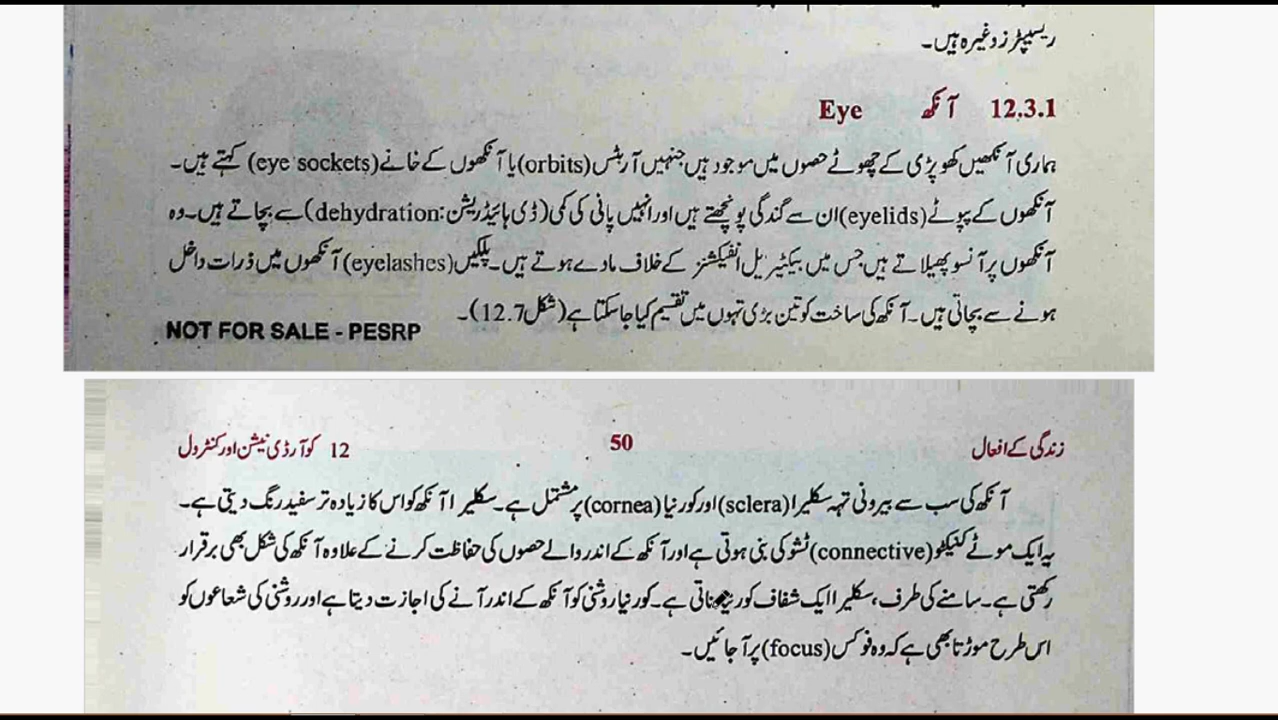 ریسیپٹرز وغیرہ ہیں۔
12.3.1 آنکھ Eye
ہماری آنکھیں کھوپڑی کے چھوٹے حصوں میں موجود ہیں جنہیں آربٹس (orbits) یا آنکھوں کے خانے (eye sockets) کہتے ہیں۔
آنکھوں کے پپوٹے (eyelids) ان سے گندگی پونچھتے ہیں اور انہیں پانی کی کمی (ڈی ہائیڈریشن: dehydration) سے بچاتے ہیں۔ وہ
آنکھوں پر آنسو پھیلاتے ہیں جس میں بیکٹیریل انفیکشنز کے خلاف مادے ہوتے ہیں۔ پلکیں (eyelashes) آنکھوں میں ذرات داخل
ہونے سے بچاتی ہیں۔ آنکھ کی ساخت کو تین بڑی تہوں میں تقسیم کیا جاسکتا ہے (شکل 12.7)۔
NOT FOR SALE - PESRP
زندگی کے افعال 50 12 کوآرڈی نیشن اور کنٹرول
آنکھ کی سب سے بیرونی تہہ سکلیرا (sclera) اور کورنیا (cornea) پر مشتمل ہے۔ سکلیرا آنکھ کو اس کا زیادہ تر سفید رنگ دیتی ہے۔
یہ ایک موٹے کنیکٹو (connective) ٹشو کی بنی ہوتی ہے اور آنکھ کے اندر والے حصوں کی حفاظت کرنے کے علاوہ آنکھ کی شکل بھی برقرار
رکھتی ہے۔ سامنے کی طرف، سکلیرا ایک شفاف کورنیا بناتی ہے۔ کورنیا روشنی کو آنکھ کے اندر آنے کی اجازت دیتا ہے اور روشنی کی شعاعوں کو
اس طرح موڑتا بھی ہے کہ وہ فوکس (focus) پر آ جائیں۔